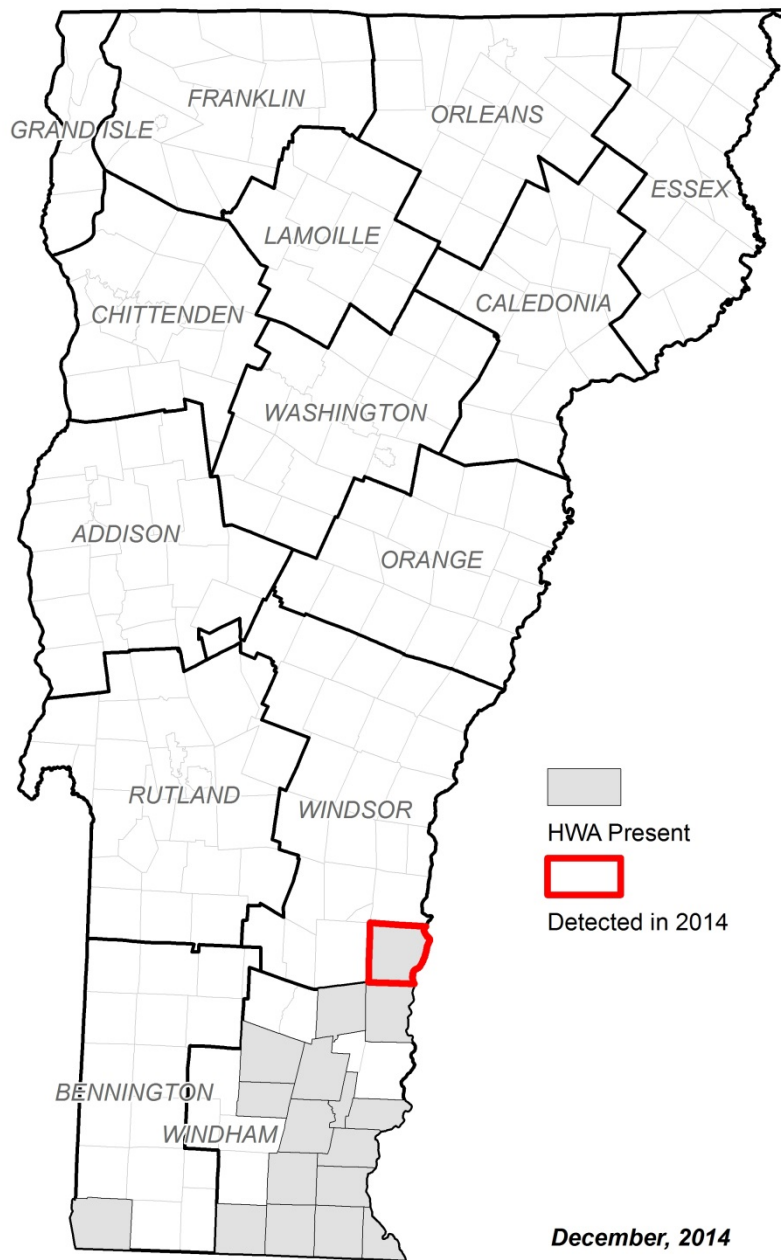 FRANKLIN
ORLEANS
GRAND ISLE
ESSEX
LAMOILLE
CHITTENDEN
CALEDONIA
WASHINGTON
ADDISON
ORANGE
RUTLAND
WINDSOR
HWA Present
Detected in 2014
BENNINGTON
WINDHAM
December, 2014